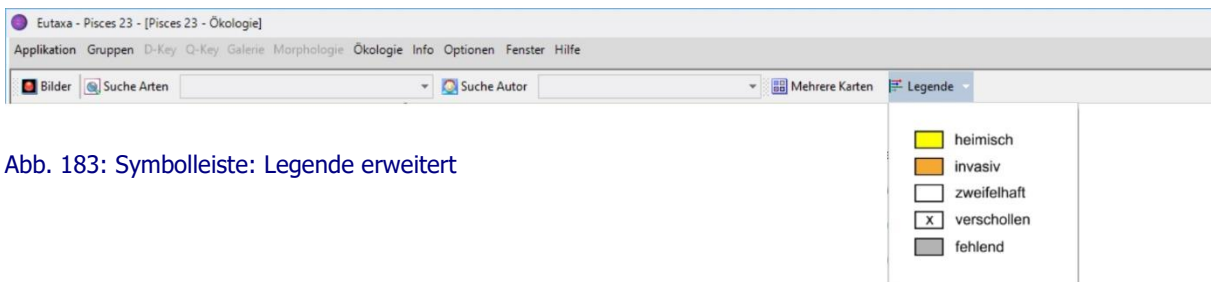 Eutaxa - Pisces 23 - [Pisces 23 - Ökologie]
Applikation Gruppen D-Key Q-Key Galerie Morphologie Ökologie Info Optionen Fenster Hilfe
Bilder Suche Arten Suche Autor Mehrere Karten Legende
heimisch
Abb. 183: Symbolleiste: Legende erweitert
invasiv
zweifelhaft
x verschollen
fehlend